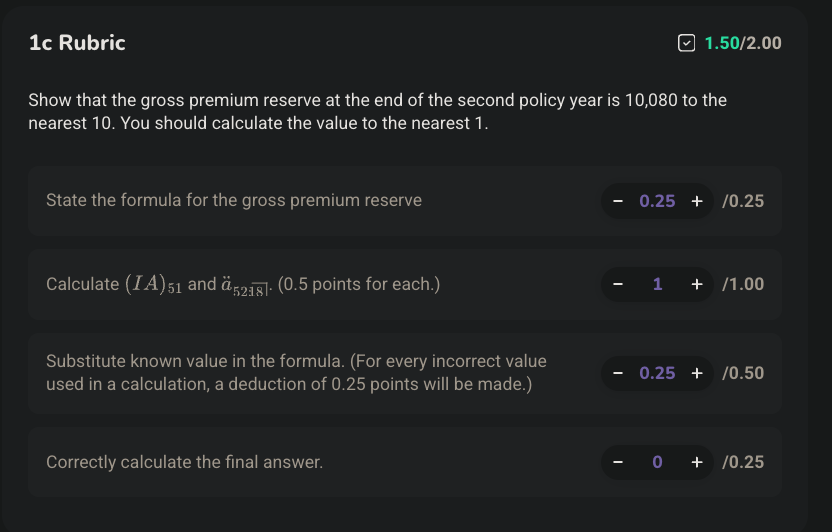 1c Rubric
1.50/2.00
Show that the gross premium reserve at the end of the second policy year is 10,080 to the
nearest 10. You should calculate the value to the nearest 1.
State the formula for the gross premium reserve
− 0.25 + /0.25
Calculate $(IA)_{51}$ and $\ddot{a}_{52:\overline{18|}}$. (0.5 points for each.)
− 1 + /1.00
Substitute known value in the formula. (For every incorrect value
used in a calculation, a deduction of 0.25 points will be made.)
− 0.25 + /0.50
Correctly calculate the final answer.
− 0 + /0.25